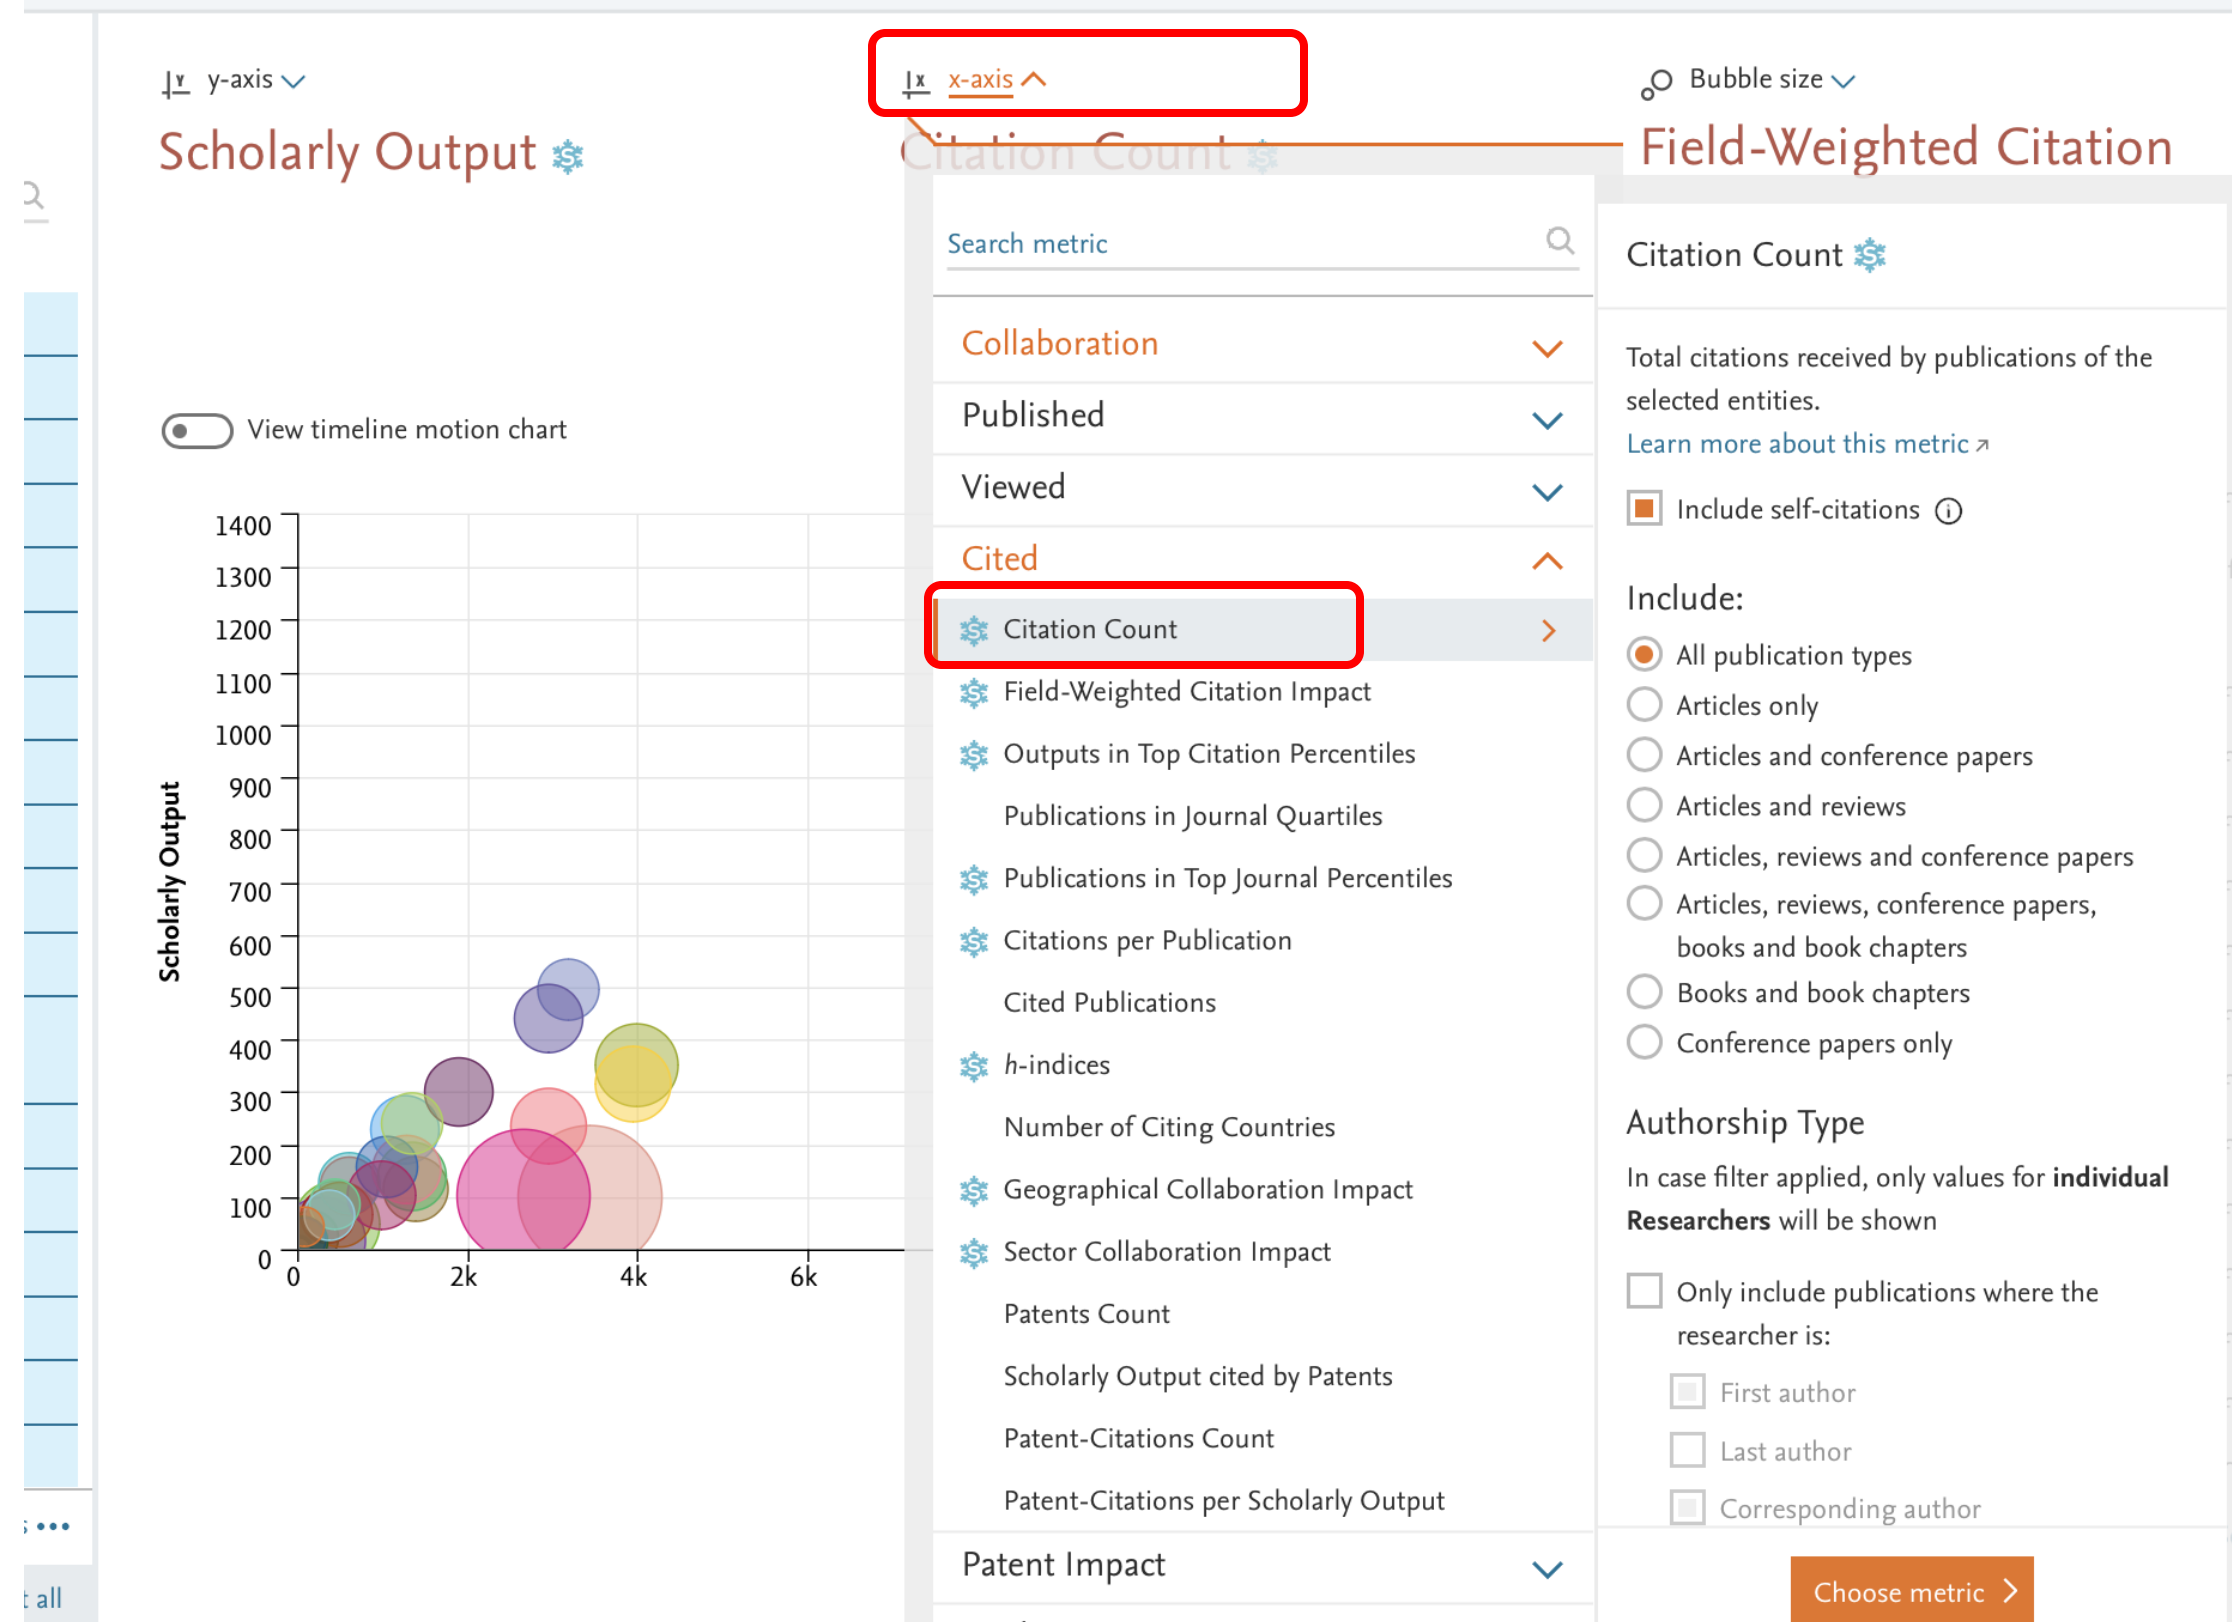 y-axis
Scholarly Output
View timeline motion chart
1400
1300
1200
1100
1000
900
800
700
600
500
400
300
200
100
0
Scholarly Output
0 2k 4k 6k
all
x-axis
Citation Count
Search metric
Collaboration
Published
Viewed
Cited
Citation Count
Field-Weighted Citation Impact
Outputs in Top Citation Percentiles
Publications in Journal Quartiles
Publications in Top Journal Percentiles
Citations per Publication
Cited Publications
h-indices
Number of Citing Countries
Geographical Collaboration Impact
Sector Collaboration Impact
Patents Count
Scholarly Output cited by Patents
Patent-Citations Count
Patent-Citations per Scholarly Output
Patent Impact
Bubble size
Field-Weighted Citation
Citation Count
Total citations received by publications of the
selected entities.
Learn more about this metric
Include self-citations
Include:
All publication types
Articles only
Articles and conference papers
Articles and reviews
Articles, reviews and conference papers
Articles, reviews, conference papers,
books and book chapters
Books and book chapters
Conference papers only
Authorship Type
In case filter applied, only values for individual
Researchers will be shown
Only include publications where the
researcher is:
First author
Last author
Corresponding author
Choose metric